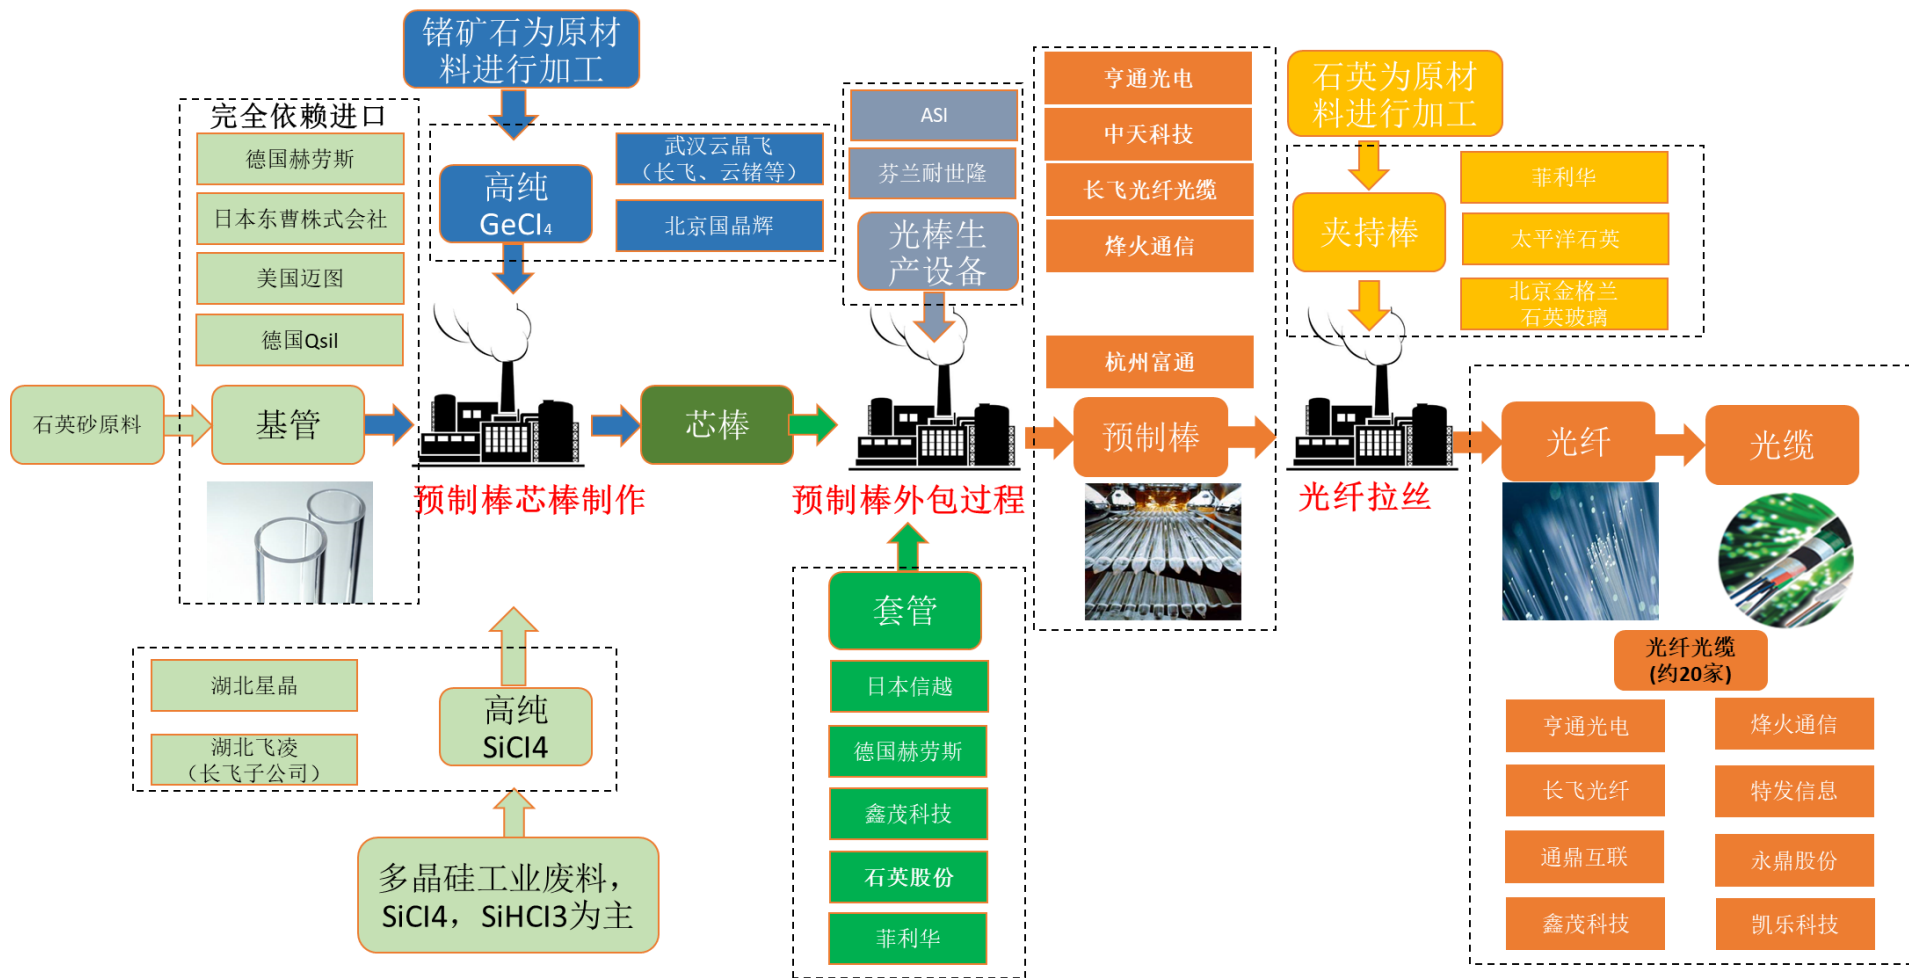 锗矿石为原材
料进行加工
完全依赖进口
德国赫劳斯
日本东曹株式会社
美国迈图
德国Qsil
石英砂原料
基管
高纯
GeCl₄
武汉云晶飞
（长飞、云锗等）
北京国晶辉
预制棒芯棒制作
芯棒
湖北星晶
湖北飞凌
（长飞子公司）
高纯
SiCl4
多晶硅工业废料，
SiCl4，SiHCl3为主
ASI
芬兰耐世隆
光棒生
产设备
预制棒外包过程
套管
日本信越
德国赫劳斯
鑫茂科技
石英股份
菲利华
亨通光电
中天科技
长飞光纤光缆
烽火通信
杭州富通
预制棒
石英为原材
料进行加工
夹持棒
菲利华
太平洋石英
北京金格兰
石英玻璃
光纤拉丝
光纤
光缆
光纤光缆
(约20家)
亨通光电
烽火通信
长飞光纤
特发信息
通鼎互联
永鼎股份
鑫茂科技
凯乐科技